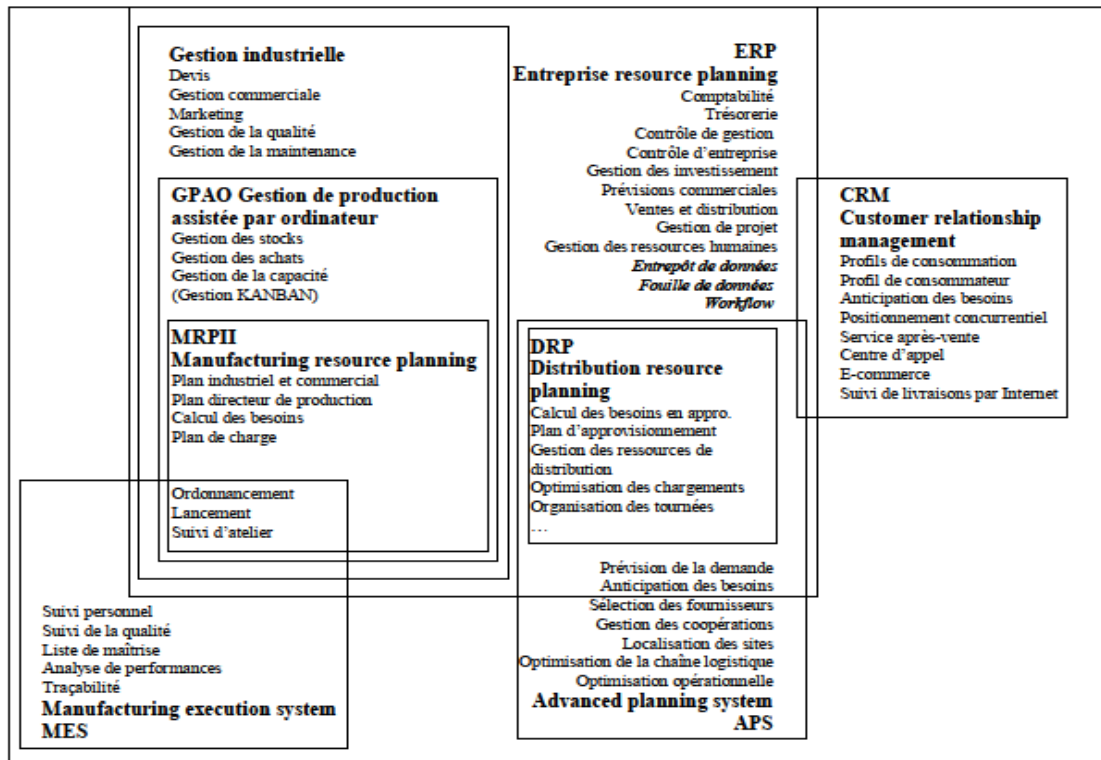 Gestion industrielle
Devis
Gestion commerciale
Marketing
Gestion de la qualité
Gestion de la maintenance
GPAO Gestion de production
assistée par ordinateur
Gestion des stocks
Gestion des achats
Gestion de la capacité
(Gestion KANBAN)
MRPII
Manufacturing resource planning
Plan industriel et commercial
Plan directeur de production
Calcul des besoins
Plan de charge
Ordonnancement
Lancement
Suivi d'atelier
Suivi personnel
Suivi de la qualité
Liste de maîtrise
Analyse de performances
Traçabilité
Manufacturing execution system
MES
ERP
Entreprise resource planning
Comptabilité
Trésorerie
Contrôle de gestion
Contrôle d'entreprise
Gestion des investissement
Prévisions commerciales
Ventes et distribution
Gestion de projet
Gestion des ressources humaines
Entrepôt de données
Fouille de données
Workflow
DRP
Distribution resource
planning
Calcul des besoins en appro.
Plan d'approvisionnement
Gestion des ressources de
distribution
Optimisation des chargements
Organisation des tournées
…
Prévision de la demande
Anticipation des besoins
Sélection des fournisseurs
Gestion des coopérations
Localisation des sites
Optimisation de la chaîne logistique
Optimisation opérationnelle
Advanced planning system
APS
CRM
Customer relationship
management
Profils de consommation
Profil de consommateur
Anticipation des besoins
Positionnement concurrentiel
Service après-vente
Centre d'appel
E-commerce
Suivi de livraisons par Internet